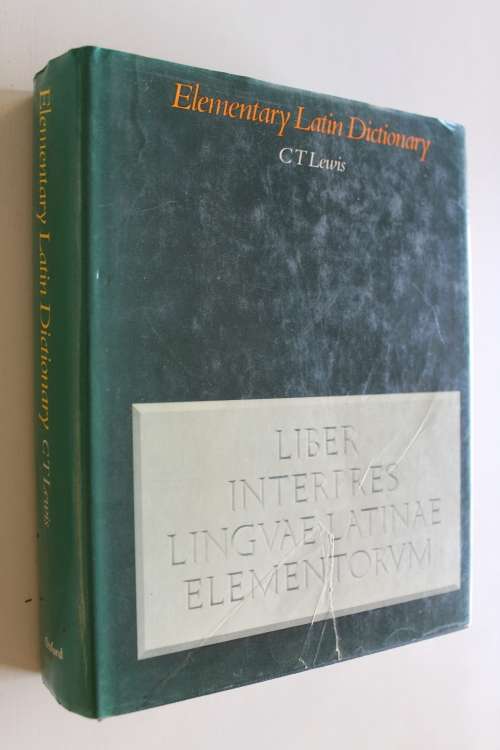 Elementary Latin Dictionary
C T Lewis
LIBER
INTERPRES
LINGVAE LATINAE
ELEMENTORVM
Elementary Latin Dictionary C T Lewis
Oxford